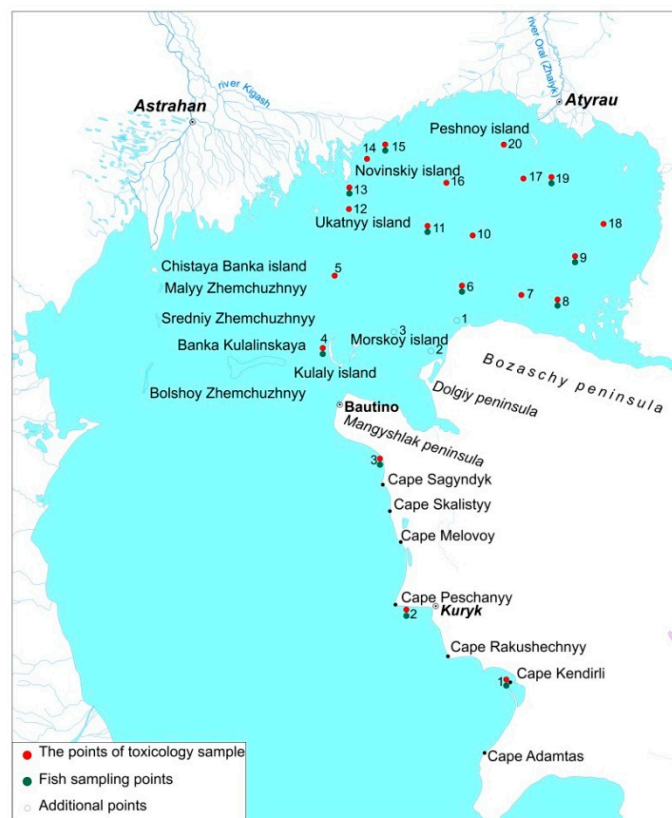 river Kigash
river Oral (Zhaiyk)
Astrahan
Atyrau
Peshnoy island
15
20
14
Novinskiy island
17
19
16
13
12
Ukatnyy island
11
10
18
9
Chistaya Banka island
5
Malyy Zhemchuzhnyy
6
7
8
Sredniy Zhemchuzhnyy
1
3
Morskoy island
4
2
Banka Kulalinskaya
Kulaly island
Bozaschy peninsula
Bolshoy Zhemchuzhnyy
Dolgiy peninsula
Bautino
Mangyshlak peninsula
3
Cape Sagyndyk
Cape Skalistyy
Cape Melovoy
Cape Peschanyy
2
Kuryk
Cape Rakushechnyy
1
Cape Kendirli
Cape Adamtas
The points of toxicology sample
Fish sampling points
Additional points